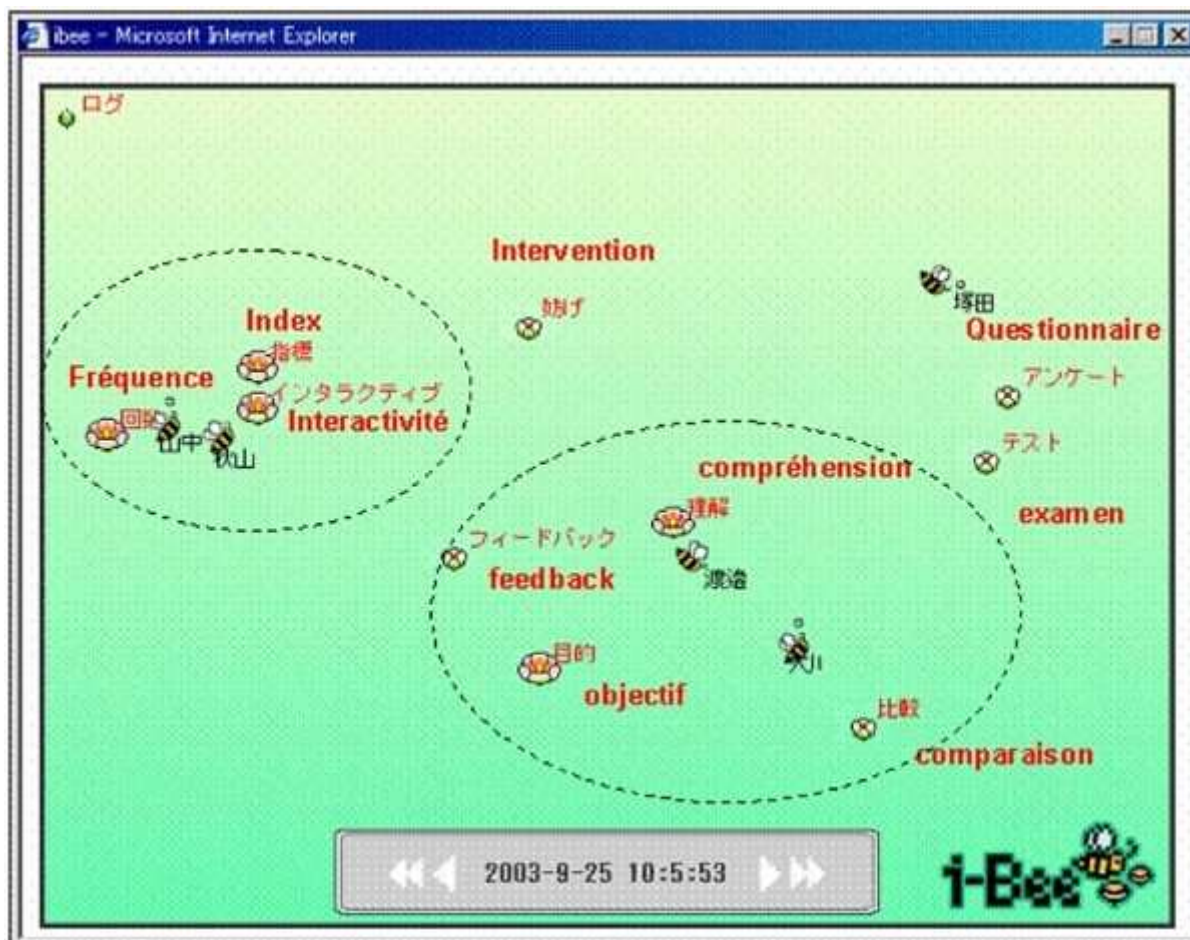 ibee - Microsoft Internet Explorer
ログ
Intervention
妨げ
塚田
Questionnaire
アンケート
テスト
examen
Index
指標
Fréquence
インタラクティブ
Interactivité
回数
山中
秋山
compréhension
理解
フィードバック
feedback
渡邉
目的
objectif
比較
comparaison
2003-9-25 10:5:53
i-Bee